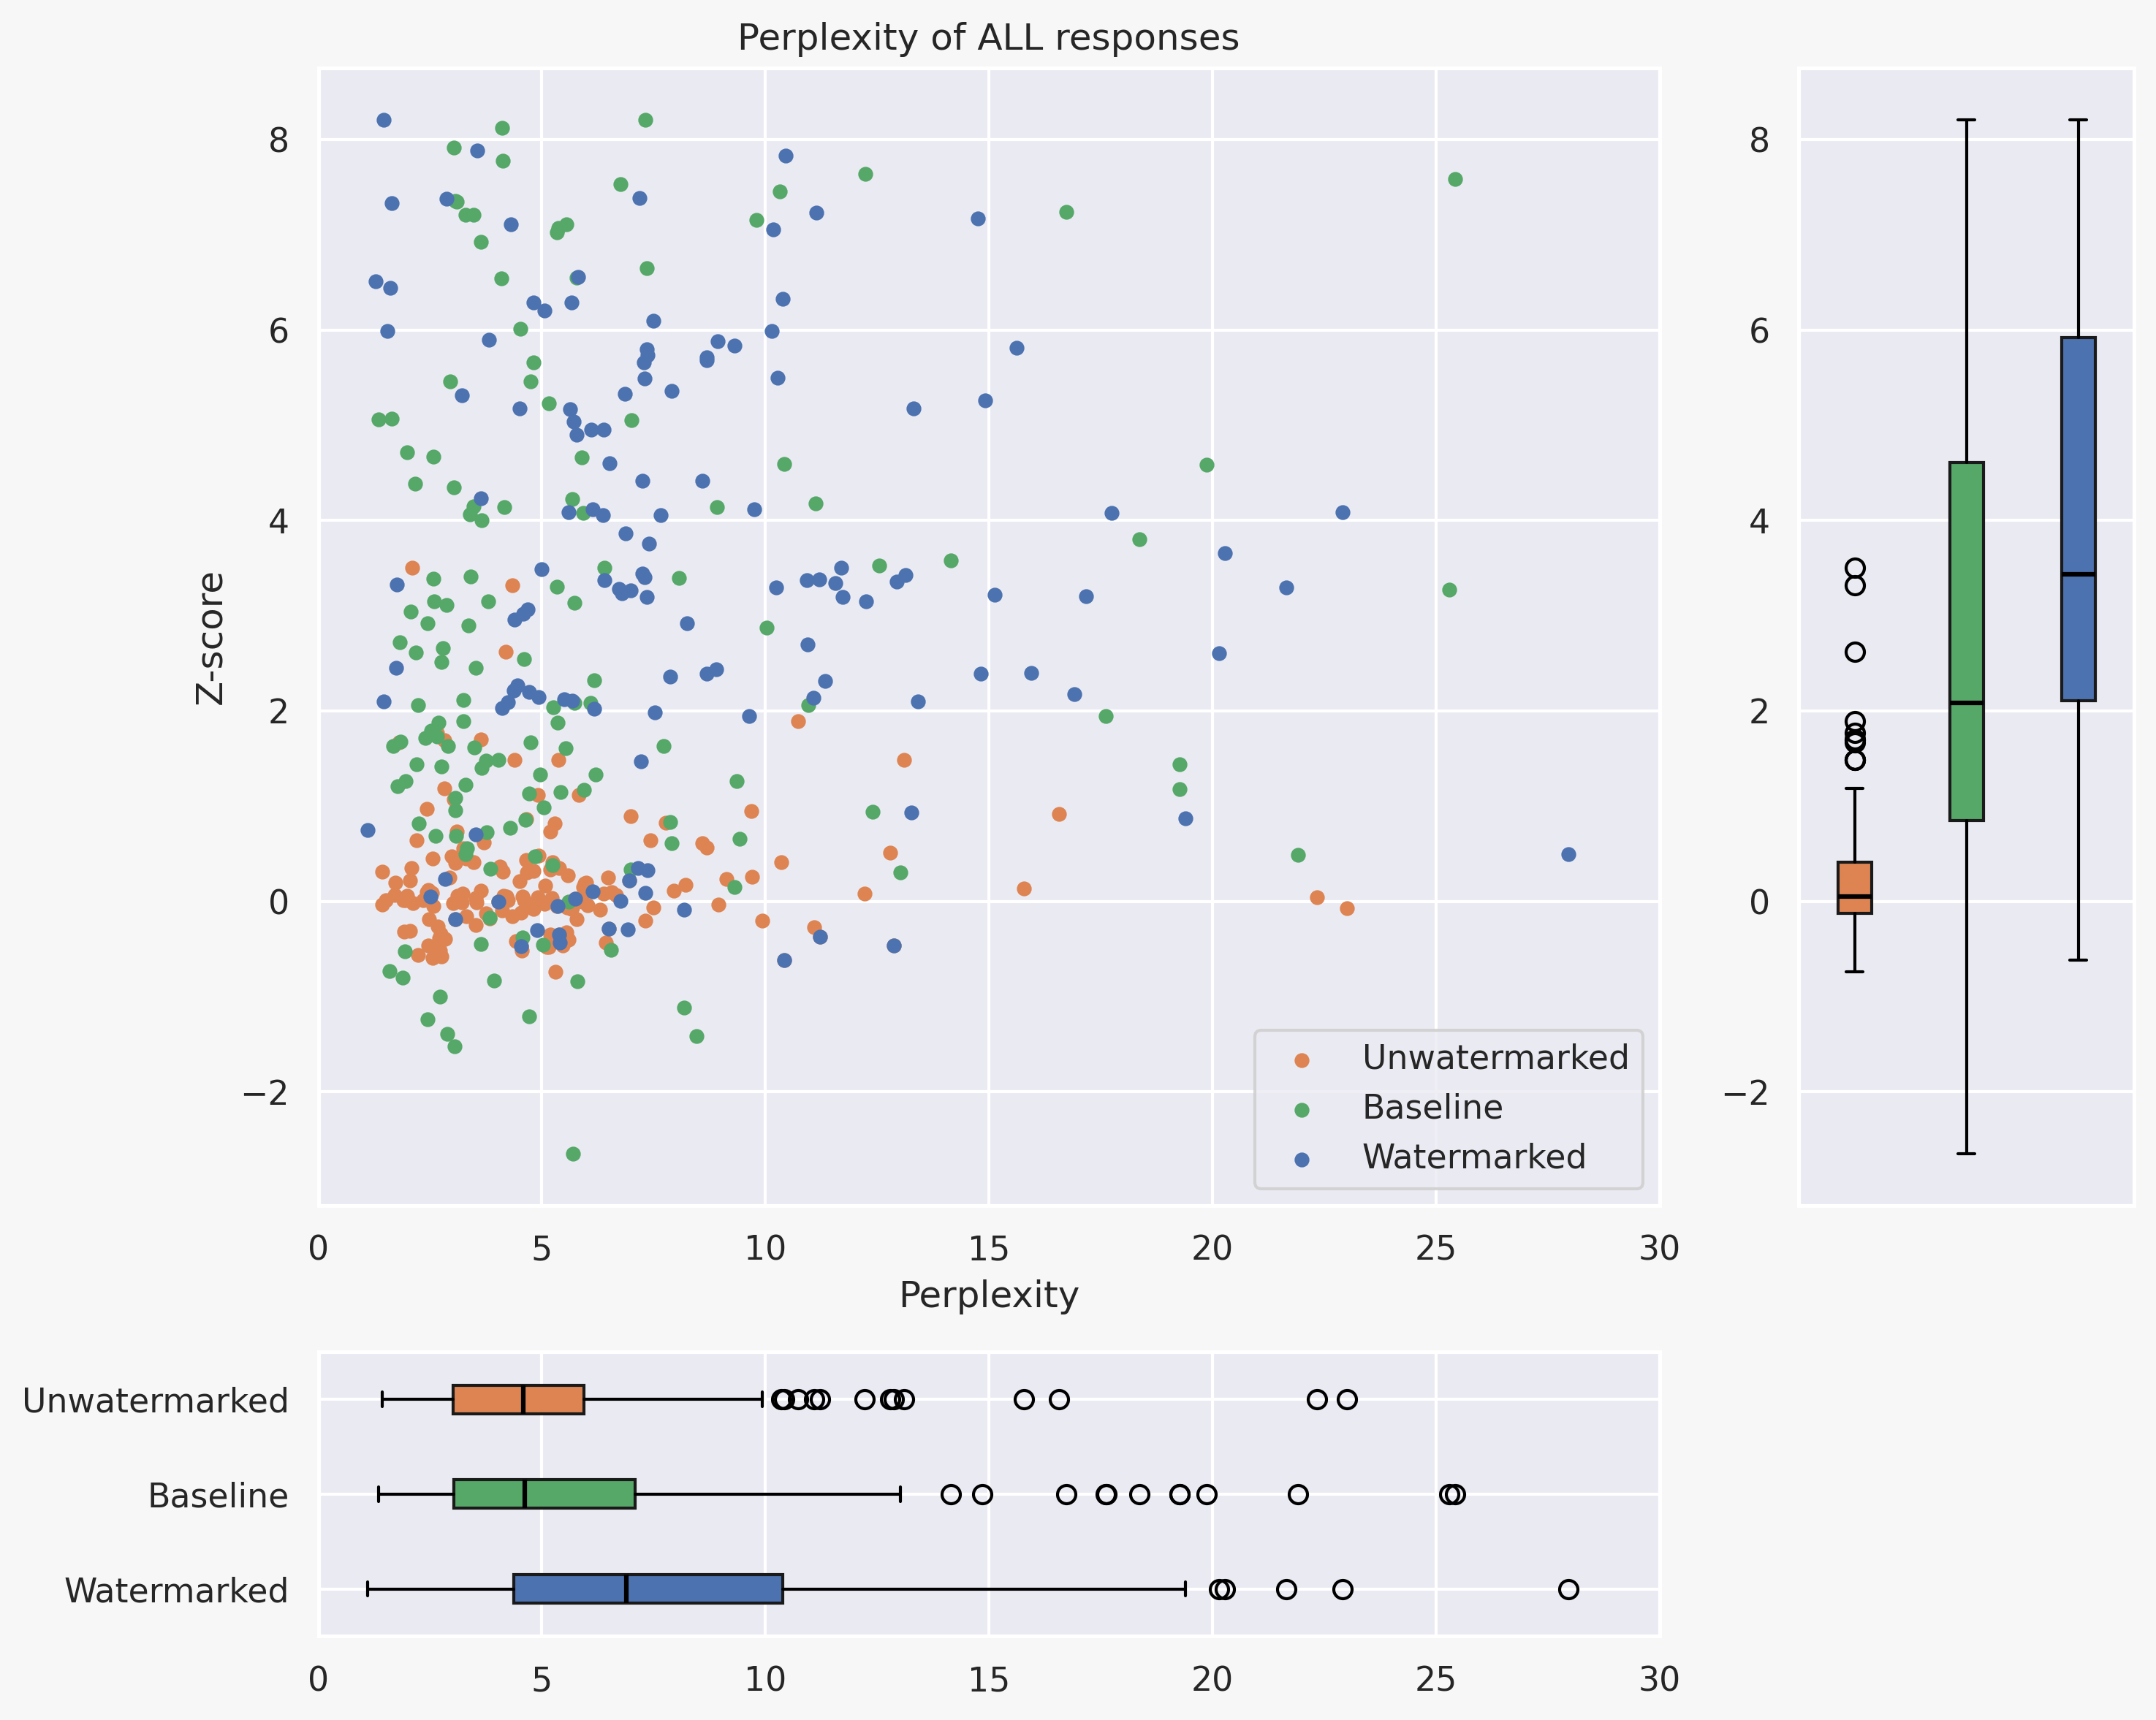 Perplexity of ALL responses
8
6
4
2
0
−2
Z-score
0 5 10 15 20 25 30
Perplexity
Unwatermarked
Baseline
Watermarked
8
6
4
2
0
−2
Unwatermarked
Baseline
Watermarked
0 5 10 15 20 25 30